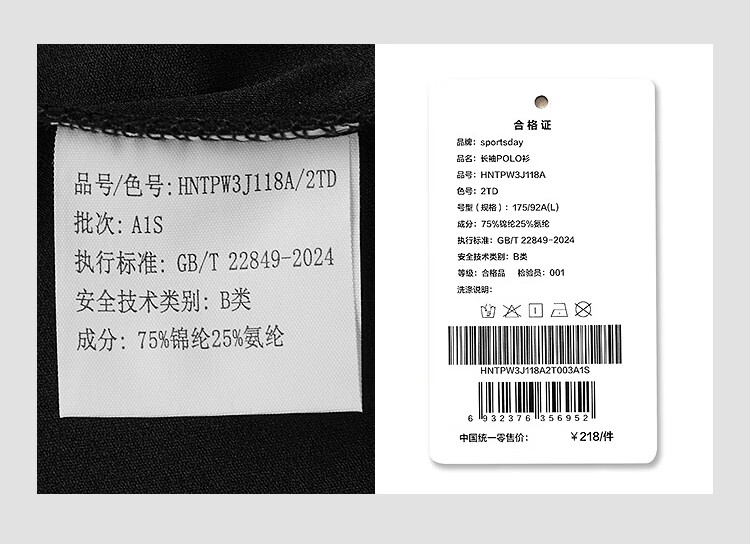 品号/色号: HNTPW3J118A/2TD
批次: A1S
执行标准: GB/T 22849-2024
安全技术类别: B类
成分: 75%锦纶25%氨纶
合格证
品牌: sportsday
品名: 长袖POLO衫
品号: HNTPW3J118A
色号: 2TD
号型（规格）: 175/92A(L)
成分: 75%锦纶25%氨纶
执行标准: GB/T 22849-2024
安全技术类别: B类
等级: 合格品 检验员: 001
洗涤说明:
HNTPW3J118A2T003A1S
6 932376 356952
中国统一零售价: ¥218/件